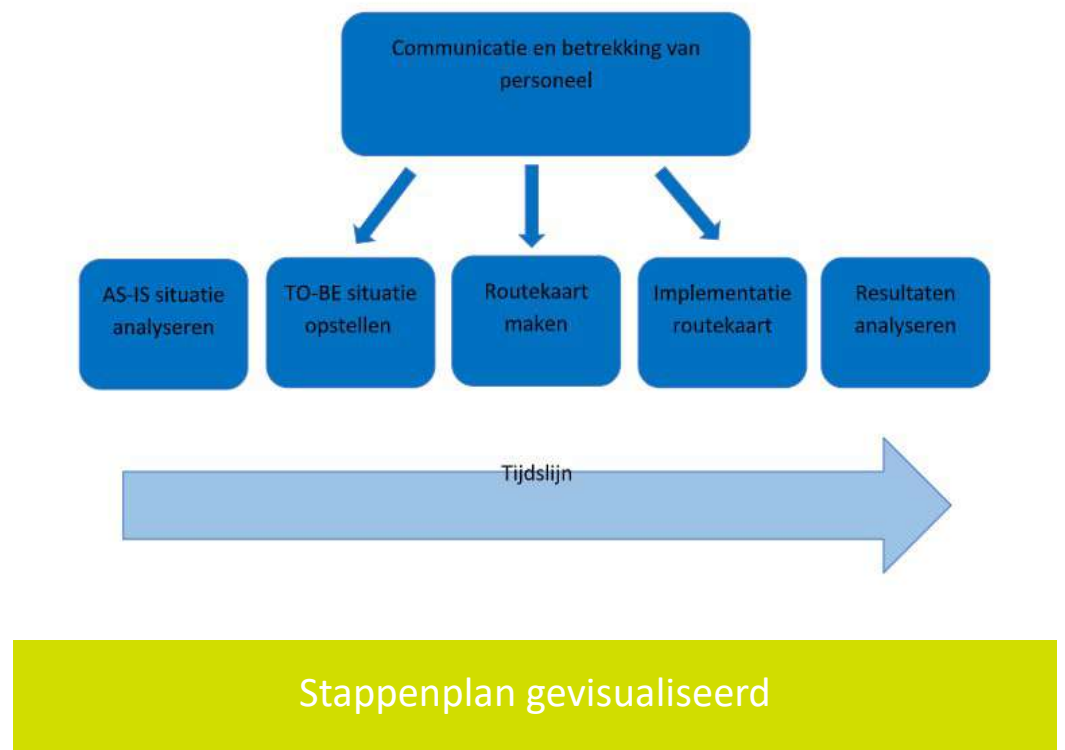 Communicatie en betrekking van
personeel
AS-IS situatie
analyseren
TO-BE situatie
opstellen
Routekaart
maken
Implementatie
routekaart
Resultaten
analyseren
Tijdslijn
Stappenplan gevisualiseerd